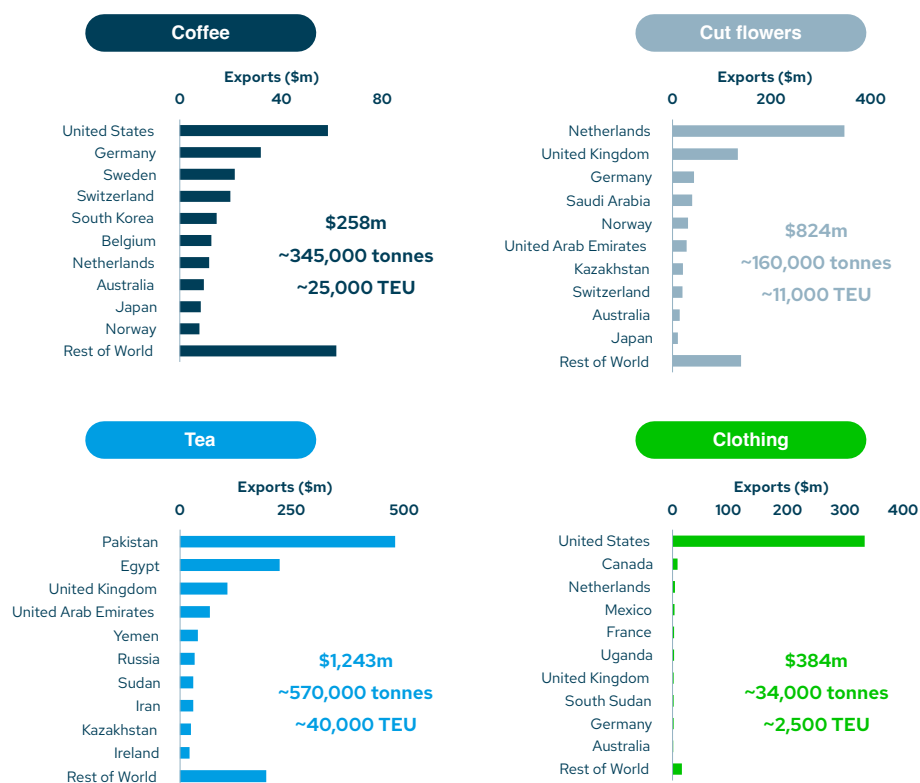 Coffee
Exports ($m)
0 40 80
United States
Germany
Sweden
Switzerland
South Korea
Belgium
Netherlands
Australia
Japan
Norway
Rest of World
$258m
~345,000 tonnes
~25,000 TEU
Cut flowers
Exports ($m)
0 200 400
Netherlands
United Kingdom
Germany
Saudi Arabia
Norway
United Arab Emirates
Kazakhstan
Switzerland
Australia
Japan
Rest of World
$824m
~160,000 tonnes
~11,000 TEU
Tea
Exports ($m)
0 250 500
Pakistan
Egypt
United Kingdom
United Arab Emirates
Yemen
Russia
Sudan
Iran
Kazakhstan
Ireland
Rest of World
$1,243m
~570,000 tonnes
~40,000 TEU
Clothing
Exports ($m)
0 100 200 300 400
United States
Canada
Netherlands
Mexico
France
Uganda
United Kingdom
South Sudan
Germany
Australia
Rest of World
$384m
~34,000 tonnes
~2,500 TEU